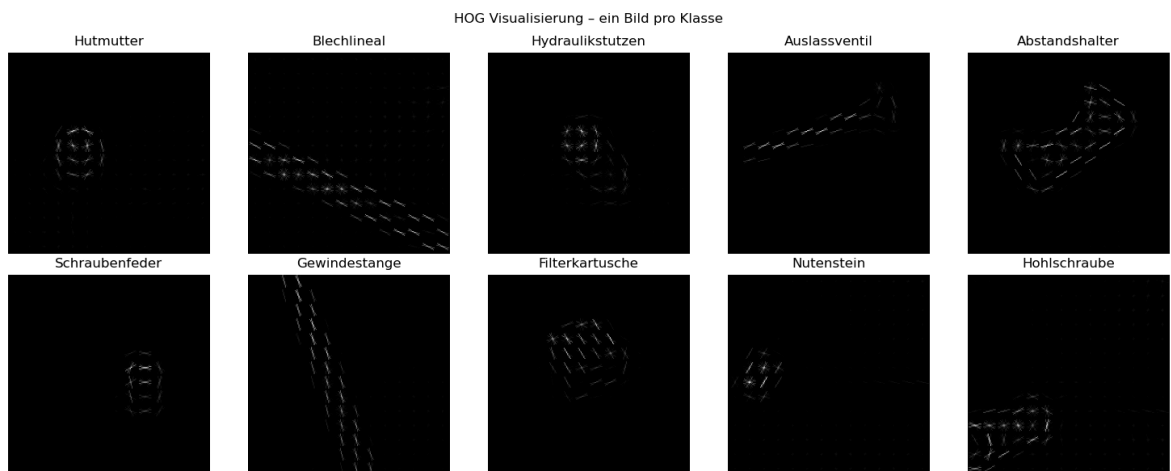 HOG Visualisierung – ein Bild pro Klasse
Hutmutter Blechlineal Hydraulikstutzen Auslassventil Abstandshalter
Schraubenfeder Gewindestange Filterkartusche Nutenstein Hohlschraube